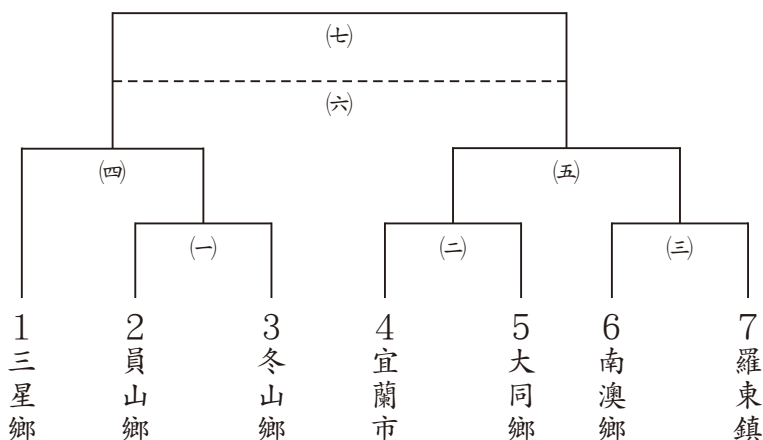 (七)
(六)
(四)
(五)
(一)
(二)
(三)
1三星鄉
2員山鄉
3冬山鄉
4宜蘭市
5大同鄉
6南澳鄉
7羅東鎮